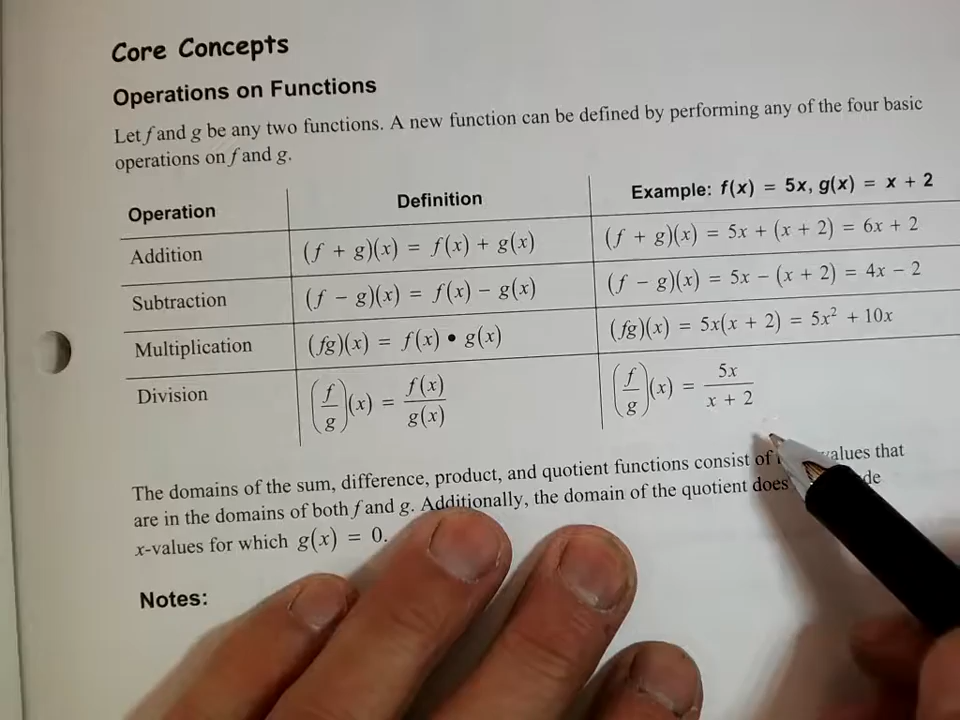 Core Concepts
Operations on Functions
Let f and g be any two functions. A new function can be defined by performing any of the four basic
operations on f and g.
Operation Definition Example: f(x) = 5x, g(x) = x + 2
Addition (f + g)(x) = f(x) + g(x) (f + g)(x) = 5x + (x + 2) = 6x + 2
Subtraction (f − g)(x) = f(x) − g(x) (f − g)(x) = 5x − (x + 2) = 4x − 2
Multiplication (fg)(x) = f(x) • g(x) (fg)(x) = 5x(x + 2) = 5x² + 10x
Division (f/g)(x) = f(x)/g(x) (f/g)(x) = 5x/(x + 2)
The domains of the sum, difference, product, and quotient functions consist of values that
are in the domains of both f and g. Additionally, the domain of the quotient does
x-values for which g(x) = 0.
Notes: